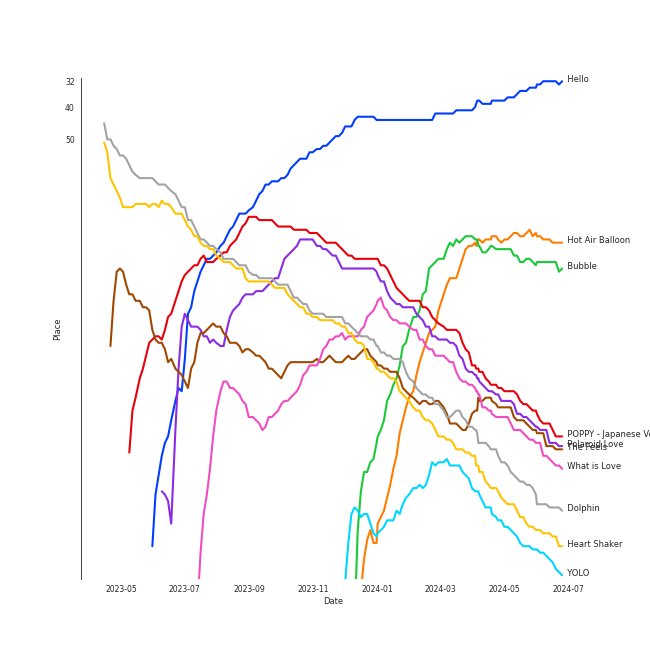 32
40
50
Place
Hello
Hot Air Balloon
Bubble
POPPY - Japanese Ve
Polaroid Love
The Feels
What is Love
Dolphin
Heart Shaker
YOLO
2023-05
2023-07
2023-09
2023-11
2024-01
2024-03
2024-05
2024-07
Date